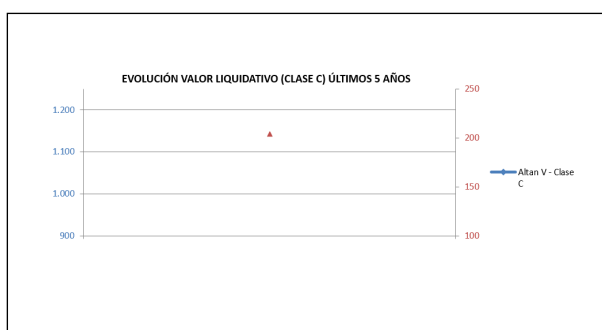 EVOLUCIÓN VALOR LIQUIDATIVO (CLASE C) ÚLTIMOS 5 AÑOS
1.200
1.100
1.000
900
250
200
150
100
Altan V - Clase
C